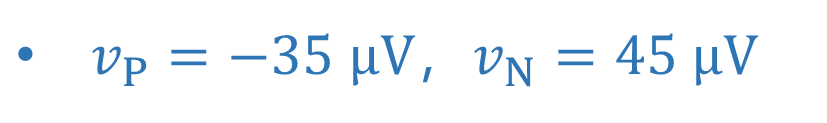 • v_P = −35 μV, v_N = 45 μV